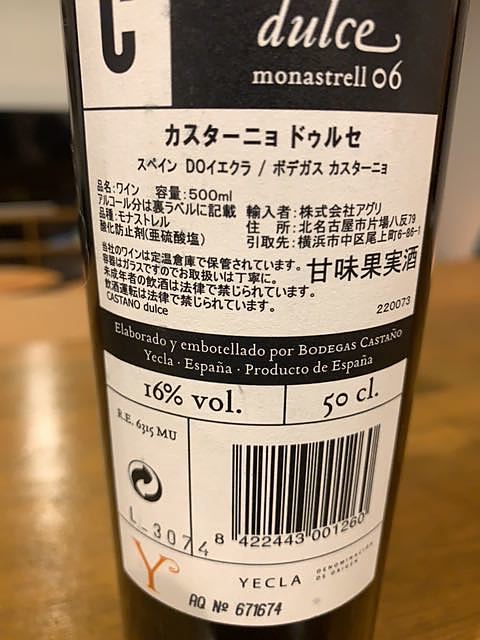 C
dulce
monastrell 06
カスターニョ ドゥルセ
スペイン DOイエクラ / ボデガス カスターニョ
品名:ワイン 容量:500ml
アルコール分は裏ラベルに記載
品種:モナストレル
酸化防止剤(亜硫酸塩)
輸入者:株式会社アグリ
住 所:北名古屋市片場八反79
引取先:横浜市中区尾上町6-86-1
当社のワインは定温倉庫で保管されています。
容器はガラスですのでお取扱いは丁寧に。
未成年者の飲酒は法律で禁じられています。
飲酒運転は法律で禁じられています。
CASTANO dulce
甘味果実酒
220073
Elaborado y embotellado por BODEGAS CASTAÑO
Yecla · España · Producto de España
16% vol.
50 cl.
R.E. 6315 MU
L-3074
8 422443 001260
Y
YECLA
DENOMINACIÓN
DE ORIGEN
AQ Nº 671674